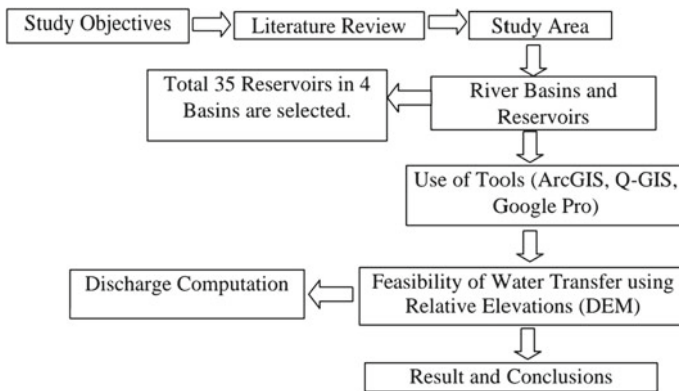 Study Objectives
Literature Review
Study Area
Total 35 Reservoirs in 4
Basins are selected.
River Basins and
Reservoirs
Use of Tools (ArcGIS, Q-GIS,
Google Pro)
Discharge Computation
Feasibility of Water Transfer using
Relative Elevations (DEM)
Result and Conclusions